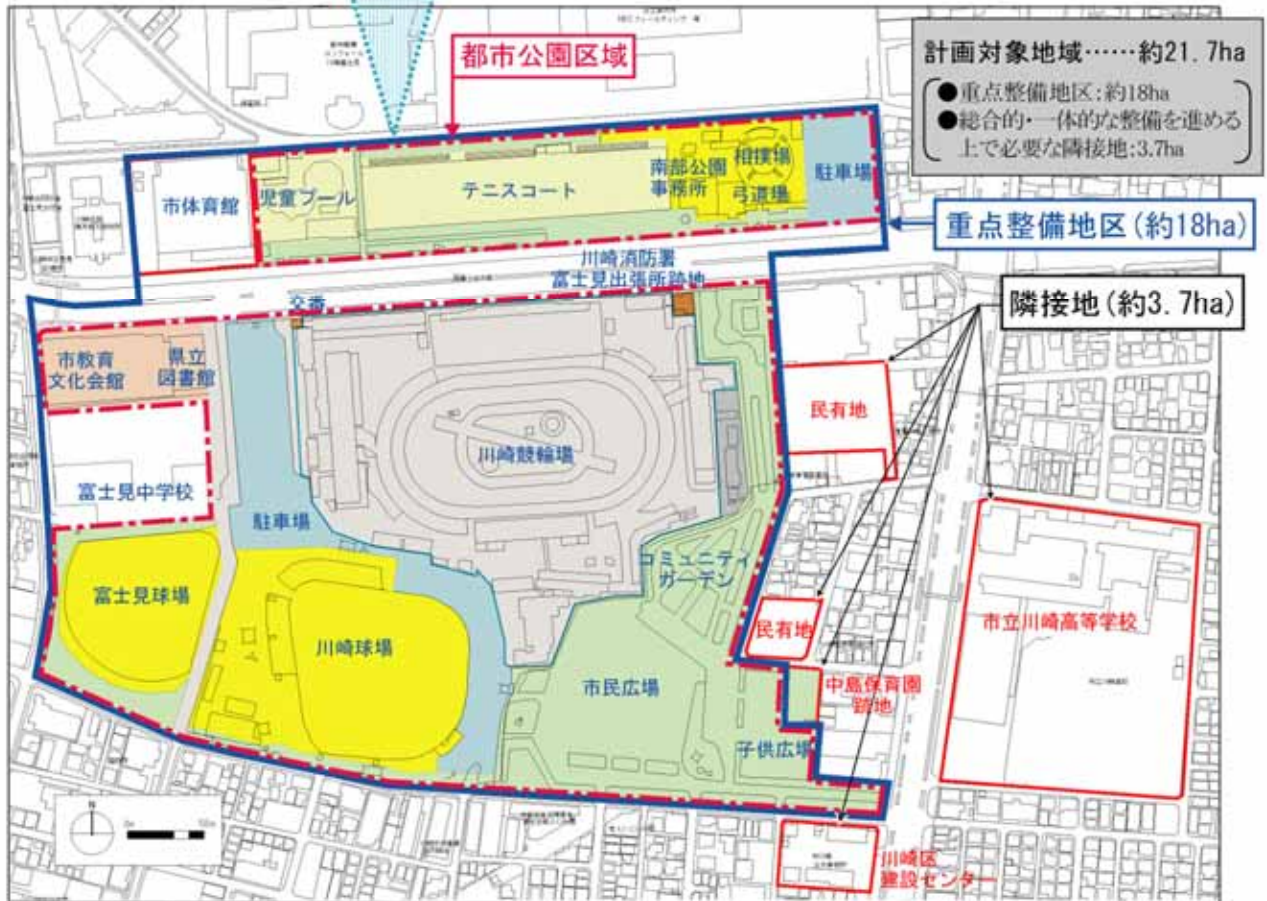 都市公園区域
計画対象地域……約21.7ha
●重点整備地区:約18ha
●総合的・一体的な整備を進める
上で必要な隣接地:3.7ha
市体育館
児童プール
テニスコート
南部公園
事務所
相撲場
弓道場
駐車場
重点整備地区(約18ha)
川崎消防署
富士見出張所跡地
交番
隣接地(約3.7ha)
市教育
文化会館
県立
図書館
川崎競輪場
民有地
富士見中学校
駐車場
コミュニティ
ガーデン
富士見球場
川崎球場
市民広場
民有地
市立川崎高等学校
中島保育園
跡地
子供広場
N
川崎区
建設センター